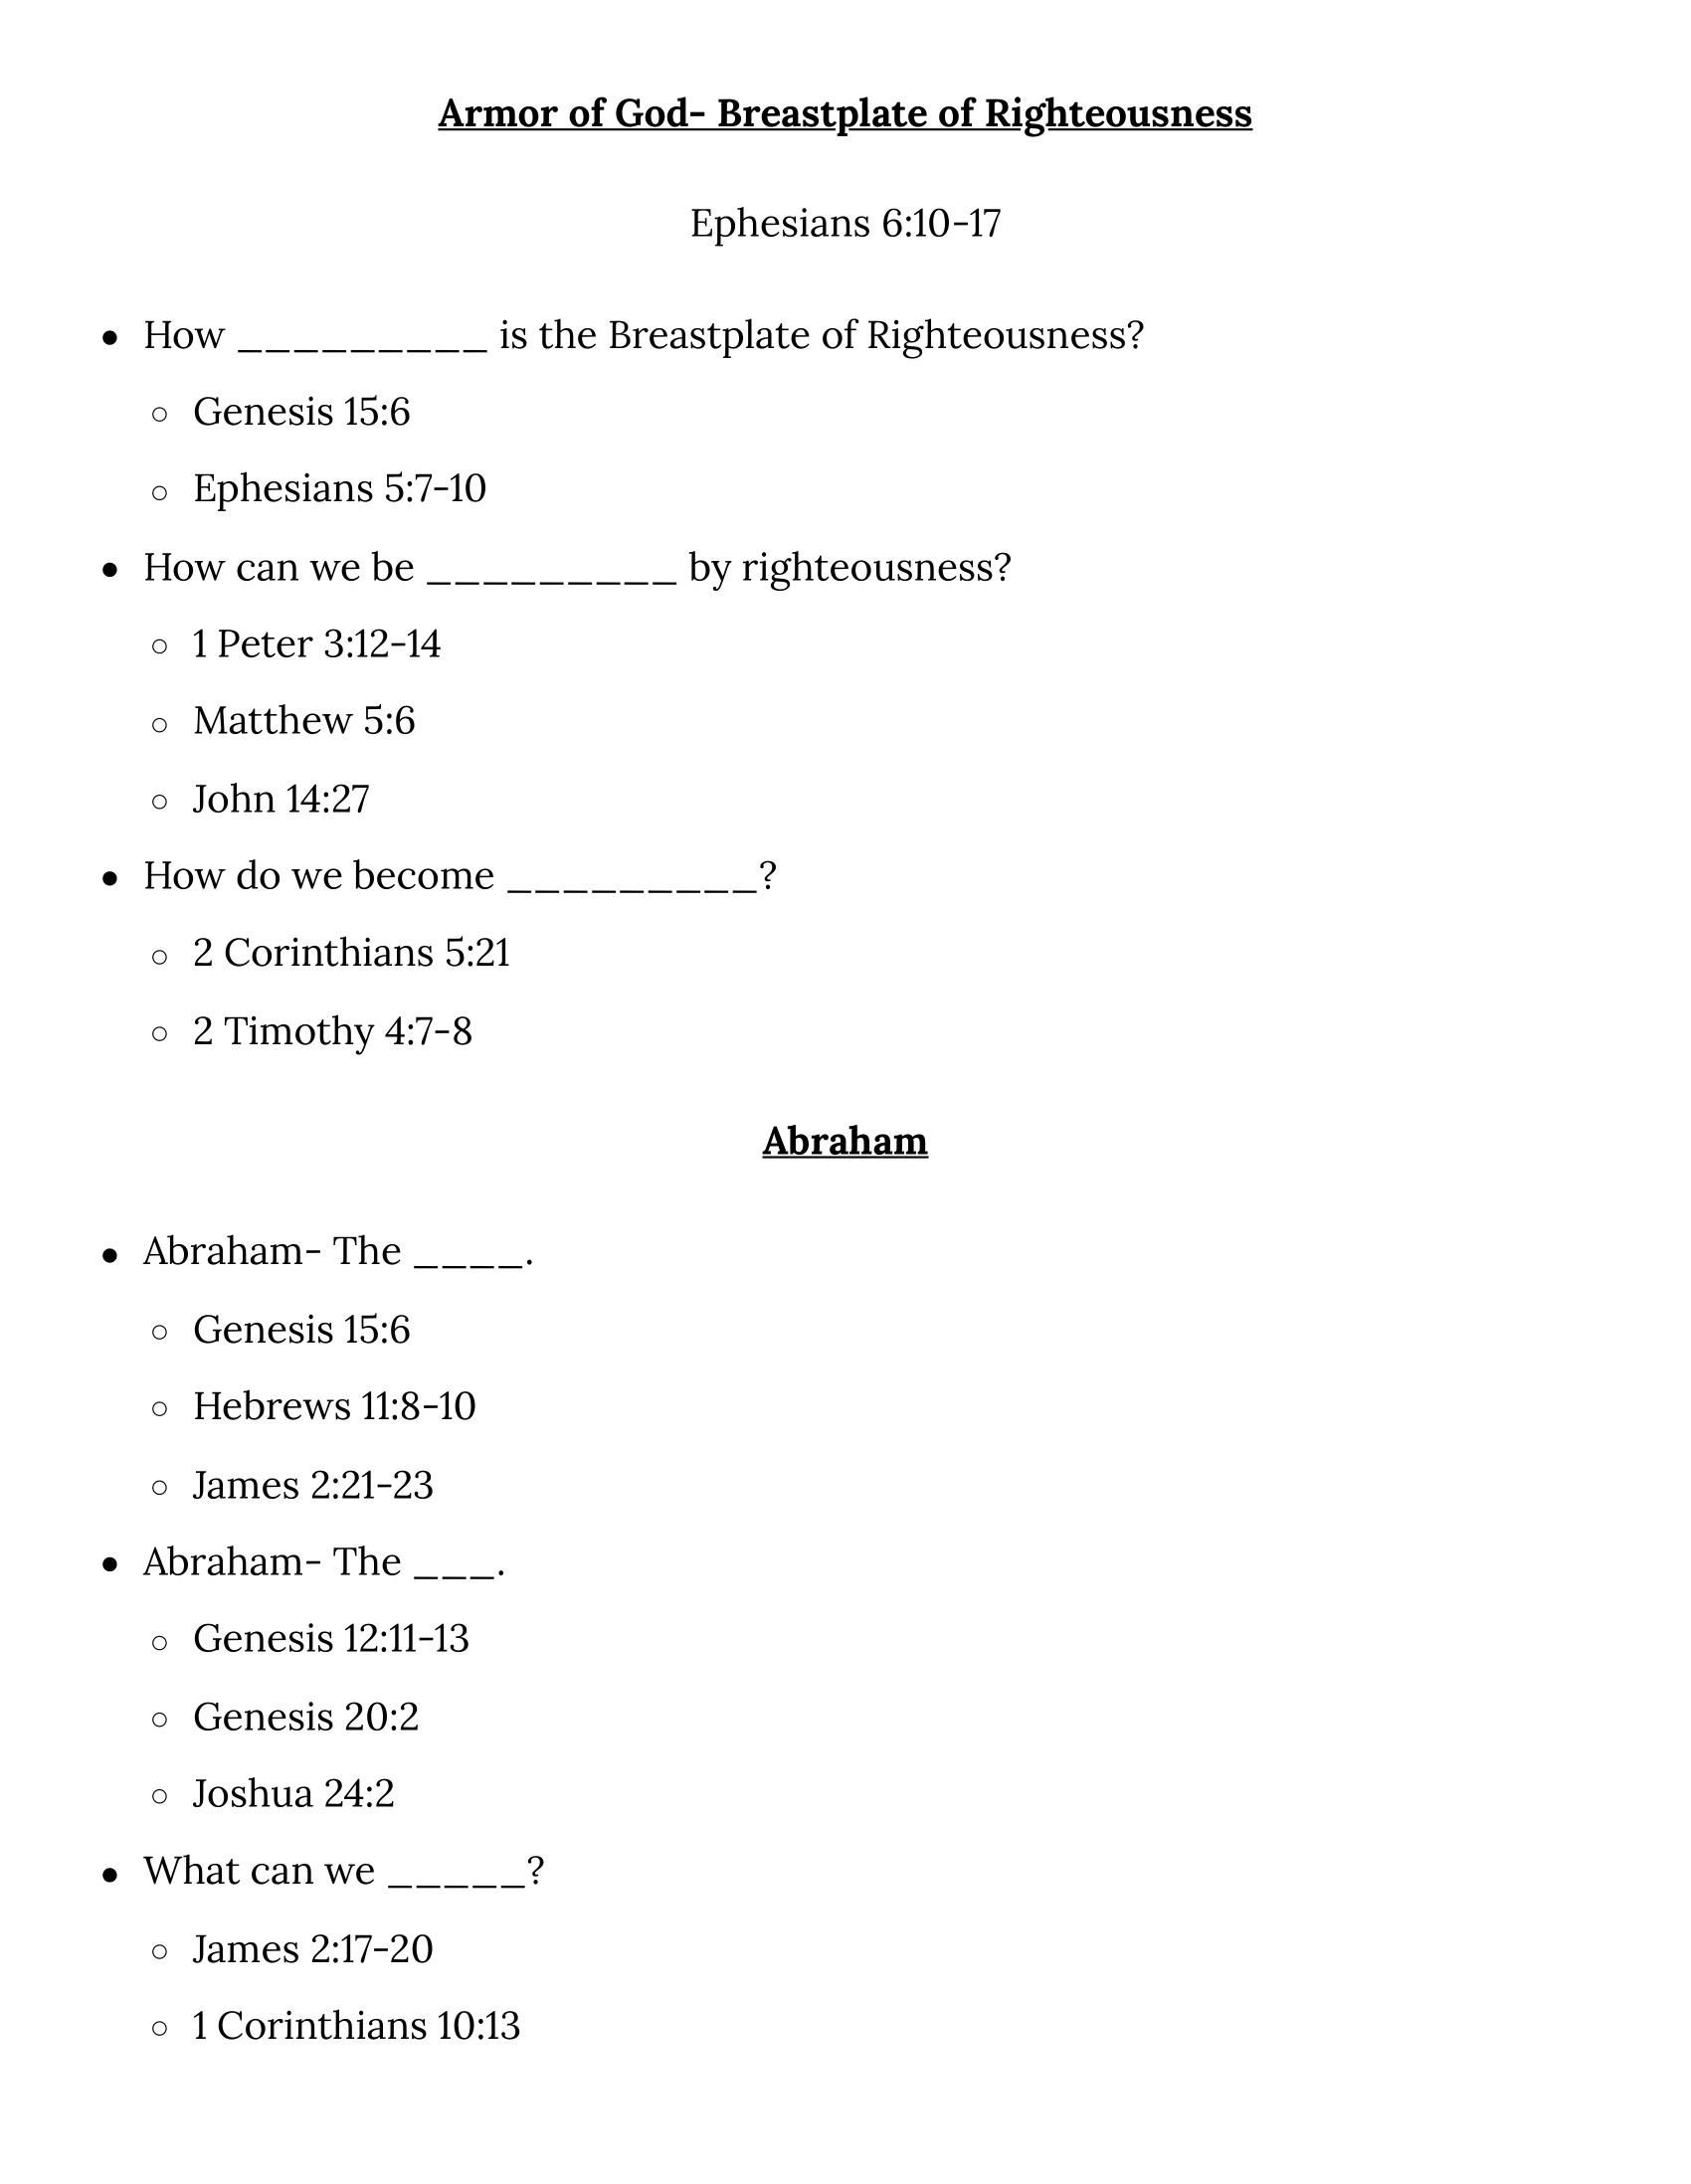 Armor of God- Breastplate of Righteousness
Ephesians 6:10-17
● How _________ is the Breastplate of Righteousness?
○ Genesis 15:6
○ Ephesians 5:7-10
● How can we be _________ by righteousness?
○ 1 Peter 3:12-14
○ Matthew 5:6
○ John 14:27
● How do we become _________?
○ 2 Corinthians 5:21
○ 2 Timothy 4:7-8
Abraham
● Abraham- The ____.
○ Genesis 15:6
○ Hebrews 11:8-10
○ James 2:21-23
● Abraham- The ___.
○ Genesis 12:11-13
○ Genesis 20:2
○ Joshua 24:2
● What can we _____?
○ James 2:17-20
○ 1 Corinthians 10:13